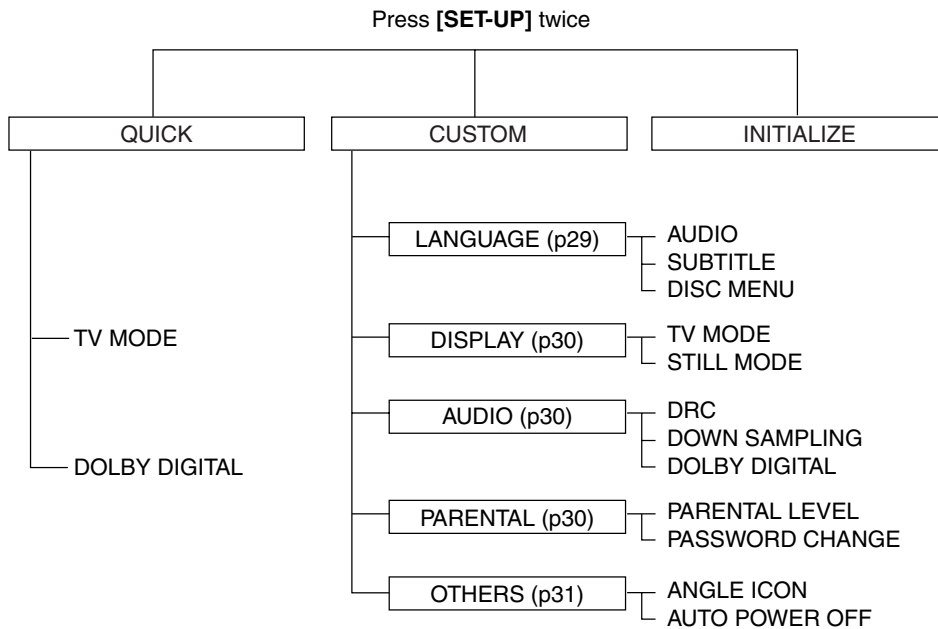 Press [SET-UP] twice
QUICK
CUSTOM
INITIALIZE
TV MODE
DOLBY DIGITAL
LANGUAGE (p29)
AUDIO
SUBTITLE
DISC MENU
DISPLAY (p30)
TV MODE
STILL MODE
AUDIO (p30)
DRC
DOWN SAMPLING
DOLBY DIGITAL
PARENTAL (p30)
PARENTAL LEVEL
PASSWORD CHANGE
OTHERS (p31)
ANGLE ICON
AUTO POWER OFF